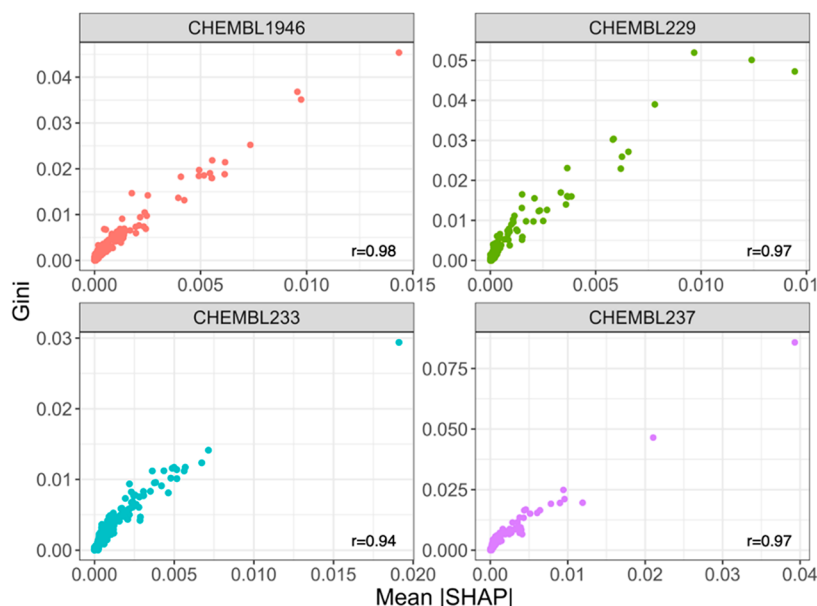 CHEMBL1946
CHEMBL229
0.04
0.03
0.02
0.01
0.00
r=0.98
0.000 0.005 0.010 0.015
0.05
0.04
0.03
0.02
0.01
0.00
r=0.97
0.000 0.005 0.010 0.01
Gini
CHEMBL233
CHEMBL237
0.03
0.02
0.01
0.00
r=0.94
0.000 0.005 0.010 0.015 0.020
0.075
0.050
0.025
0.000
r=0.97
0.00 0.01 0.02 0.03 0.04
Mean |SHAP|